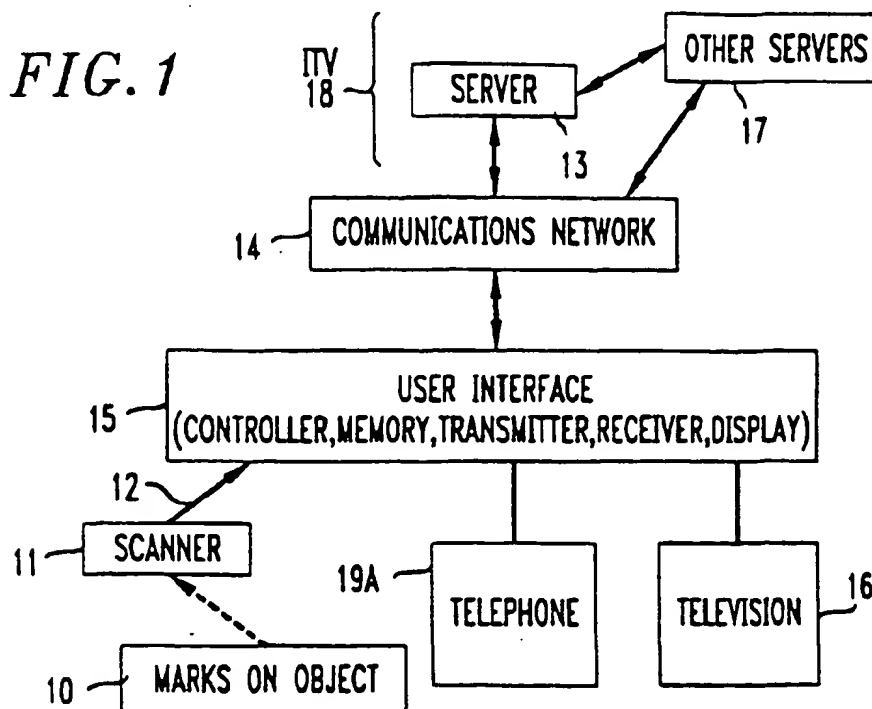 FIG. 1
ITV
18
SERVER
13
OTHER SERVERS
17
14
COMMUNICATIONS NETWORK
15
USER INTERFACE
(CONTROLLER,MEMORY,TRANSMITTER,RECEIVER,DISPLAY)
12
11
SCANNER
19A
TELEPHONE
TELEVISION
16
10
MARKS ON OBJECT